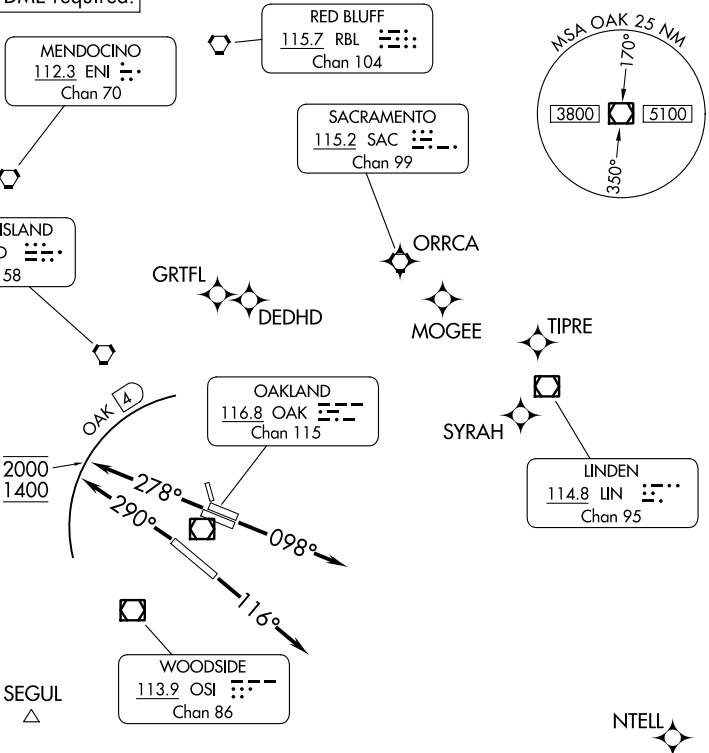 DME required.
RED BLUFF
115.7 RBL
Chan 104
MENDOCINO
112.3 ENI
Chan 70
MSA OAK 25 NM
170°
3800
5100
350°
SACRAMENTO
115.2 SAC
Chan 99
ISLAND
58
ORRCA
GRTFL
DEDHD
MOGEE
TIPRE
OAK 4
OAKLAND
116.8 OAK
Chan 115
SYRAH
2000
1400
278°
290°
098°
116°
LINDEN
114.8 LIN
Chan 95
WOODSIDE
113.9 OSI
Chan 86
SEGUL
NTELL